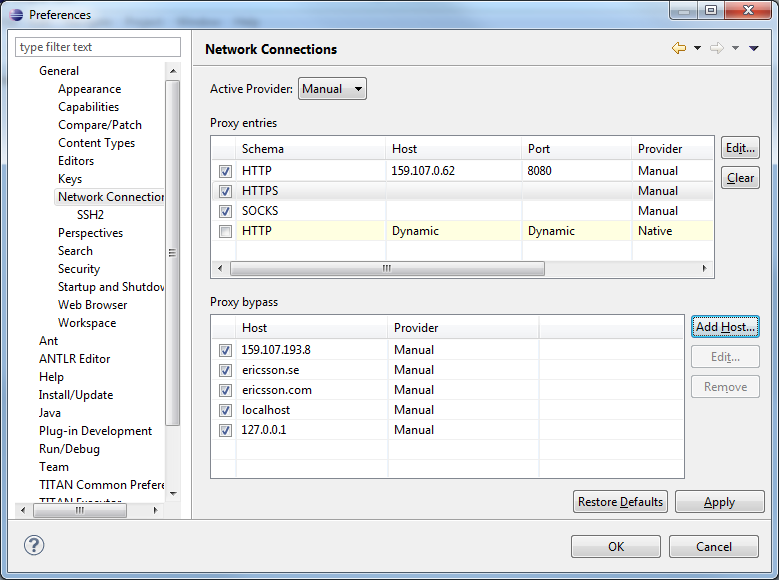 Preferences
type filter text
General
Appearance
Capabilities
Compare/Patch
Content Types
Editors
Keys
Network Connection
SSH2
Perspectives
Search
Security
Startup and Shutdow
Web Browser
Workspace
Ant
ANTLR Editor
Help
Install/Update
Java
Plug-in Development
Run/Debug
Team
TITAN Common Prefere
TITAN Executor
Network Connections
Active Provider: Manual
Proxy entries
Schema Host Port Provider
HTTP 159.107.0.62 8080 Manual
HTTPS Manual
SOCKS Manual
HTTP Dynamic Dynamic Native
Edit...
Clear
Proxy bypass
Host Provider
159.107.193.8 Manual
ericsson.se Manual
ericsson.com Manual
localhost Manual
127.0.0.1 Manual
Add Host...
Edit...
Remove
Restore Defaults Apply
? OK Cancel